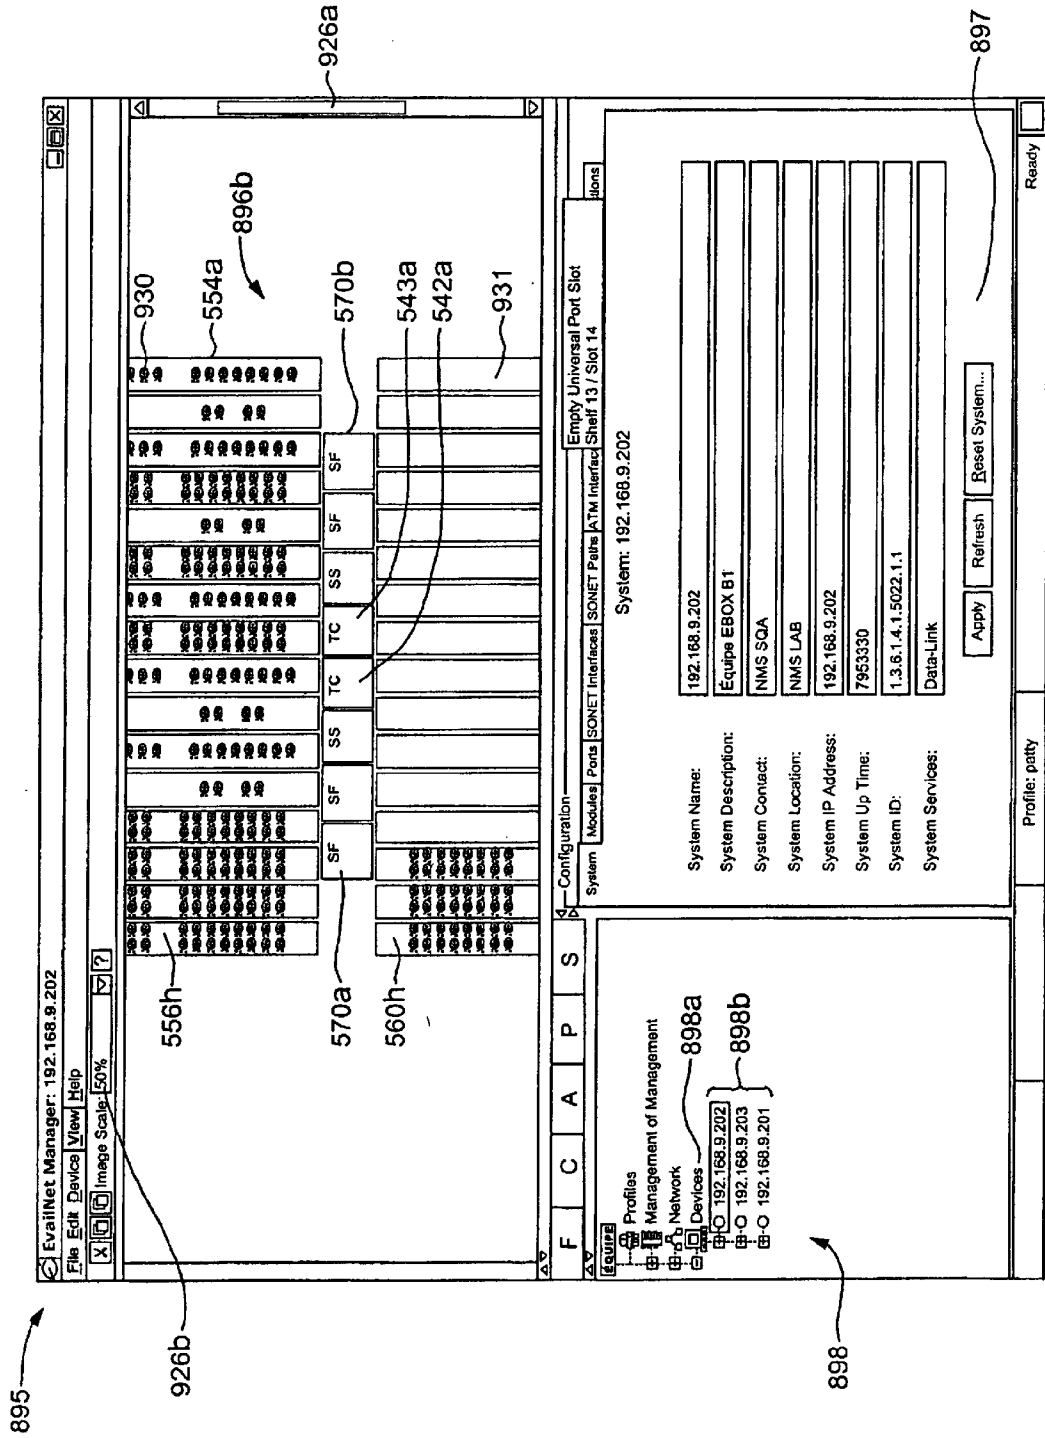 895
EvailNet Manager: 192.168.9.202
File Edit Device View Help
X Image Scale: 50% ?
926b
926a
930
554a
896b
556h
SF SF SS TC TC SS SF SF
570a
570b
543a
542a
560h
931
F C A P S
EQUIPE
Profiles
Management of Management
Network
Devices
192.168.9.202
192.168.9.203
192.168.9.201
898a
898b
898
Configuration
System Modules Ports SONET Interfaces SONET Paths ATM Interfac
Empty Universal Port Slot
Shelf 13 / Slot 14
System: 192.168.9.202
System Name: 192.168.9.202
System Description: Equipe EBOX B1
System Contact: NMS SQA
System Location: NMS LAB
System IP Address: 192.168.9.202
System Up Time: 7953330
System ID: 1.3.6.1.4.1.5022.1.1
System Services: Data-Link
Apply Refresh Reset System...
897
Profile: patty
Ready